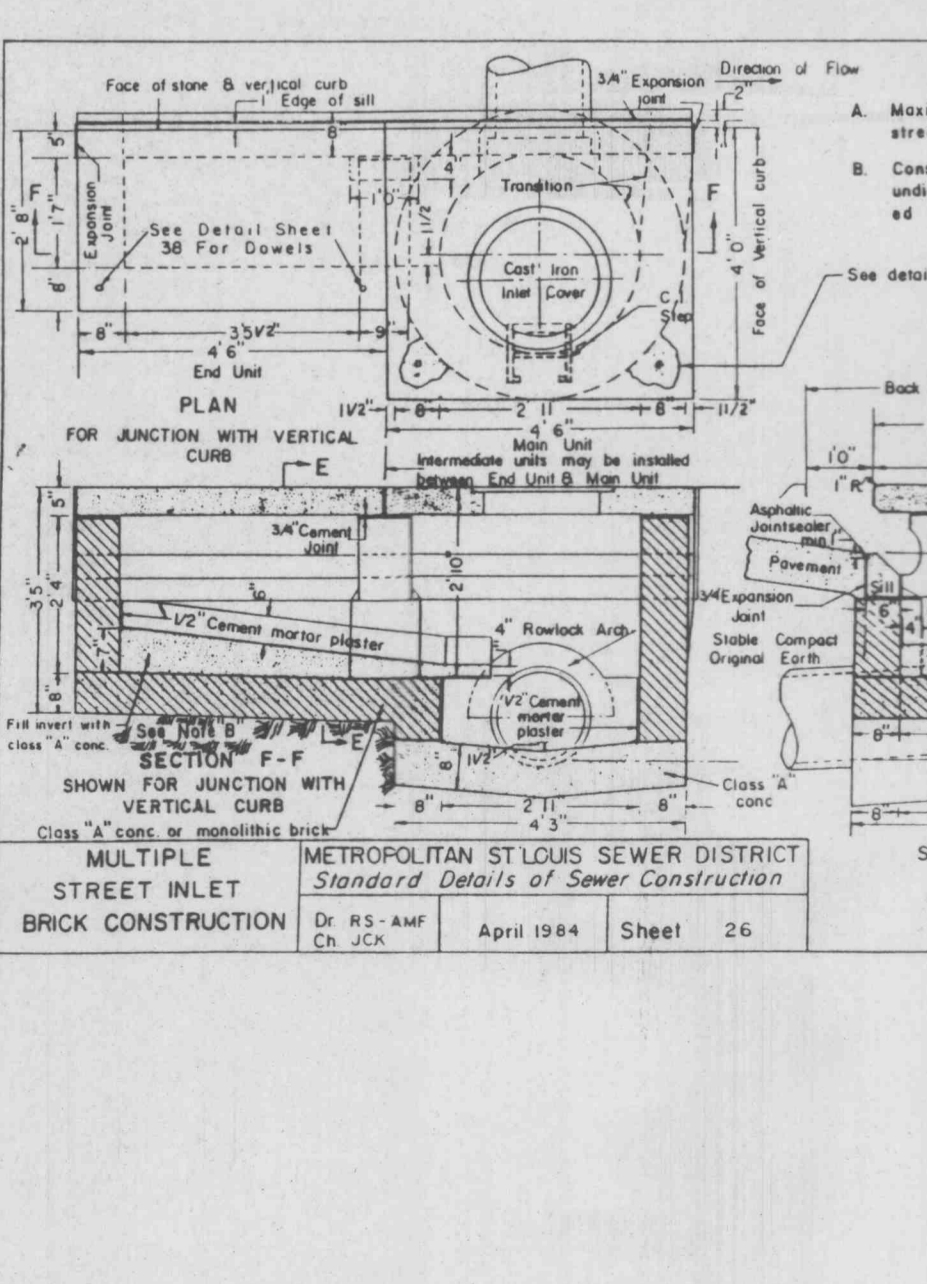 Face of stone & vertical curb
1" Edge of sill
3/4" Expansion
joint
Direction of Flow
2"
A. Maxi
stre
B. Cons
undi
ed
5"
8"
4"
1'7"
2'8"
8"
F
Expansion
Joint
1'0"
11 1/2
Transition
F
4'0"
Face of Vertical curb
See Detail Sheet
38 For Dowels
Cast Iron
Inlet Cover
C I
Step
See detai
8"
3'5 1/2"
9"
4'6"
End Unit
PLAN
FOR JUNCTION WITH VERTICAL
CURB
1 1/2"
8"
2 11
8"
1 1/2"
4' 6"
Main Unit
Intermediate units may be installed
between End Unit & Main Unit
Back
1'0"
1" R
E
5"
3/4" Cement
Joint
2'4"
3'5"
2'10"
Asphaltic
Jointsealer
min
Pavement
Sill
6"
4"
3/4 Expansion
Joint
6"
1/2" Cement mortor plaster
7"
4" Rowlock Arch
Stable Compact
Original Earth
8"
1/2" Cement
morter
plaster
Fill invert with
class "A" conc.
See Note "B"
E
1 1/2
8"
8"
SECTION F-F
SHOWN FOR JUNCTION WITH
VERTICAL CURB
8"
2 11"
8"
4' 3"
Class "A"
conc
8"
Class "A" conc. or monolithic brick
S
MULTIPLE
STREET INLET
BRICK CONSTRUCTION
METROPOLITAN ST LOUIS SEWER DISTRICT
Standard Details of Sewer Construction
Dr. RS-AMF
Ch JCK
April 1984
Sheet 26